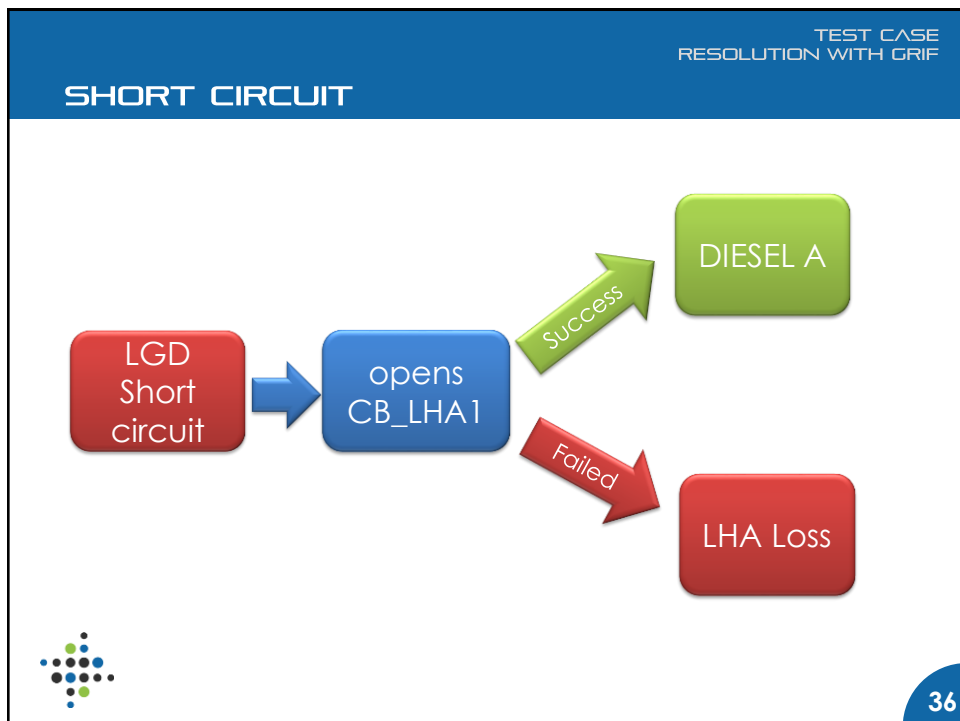 TEST CASE
RESOLUTION WITH GRIF
SHORT CIRCUIT
LGD
Short
circuit
opens
CB_LHA1
Success
DIESEL A
Failed
LHA Loss
36